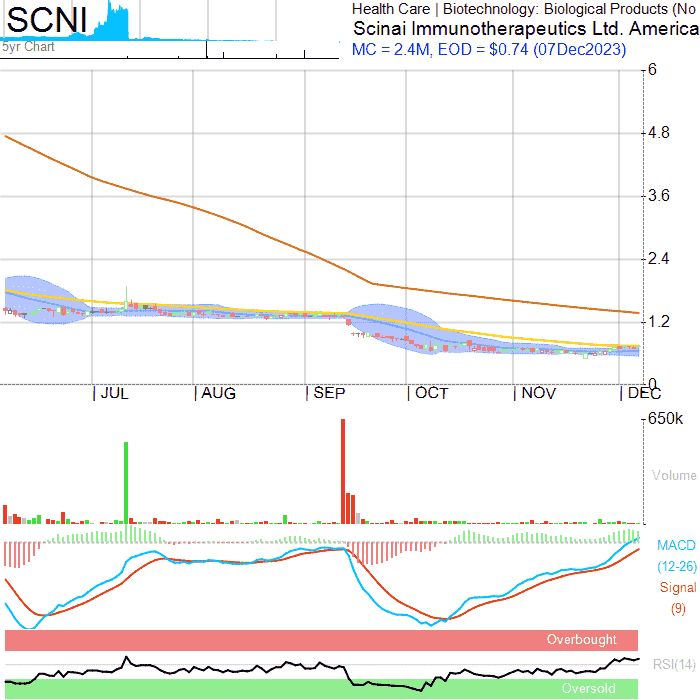 SCNI
5yr Chart
Health Care | Biotechnology: Biological Products (No
Scinai Immunotherapeutics Ltd. America
MC = 2.4M, EOD = $0.74 (07Dec2023)
6
4.8
3.6
2.4
1.2
0
JUL AUG SEP OCT NOV DEC
650k
Volume
MACD
(12-26)
Signal
(9)
Overbought
RSI(14)
Oversold